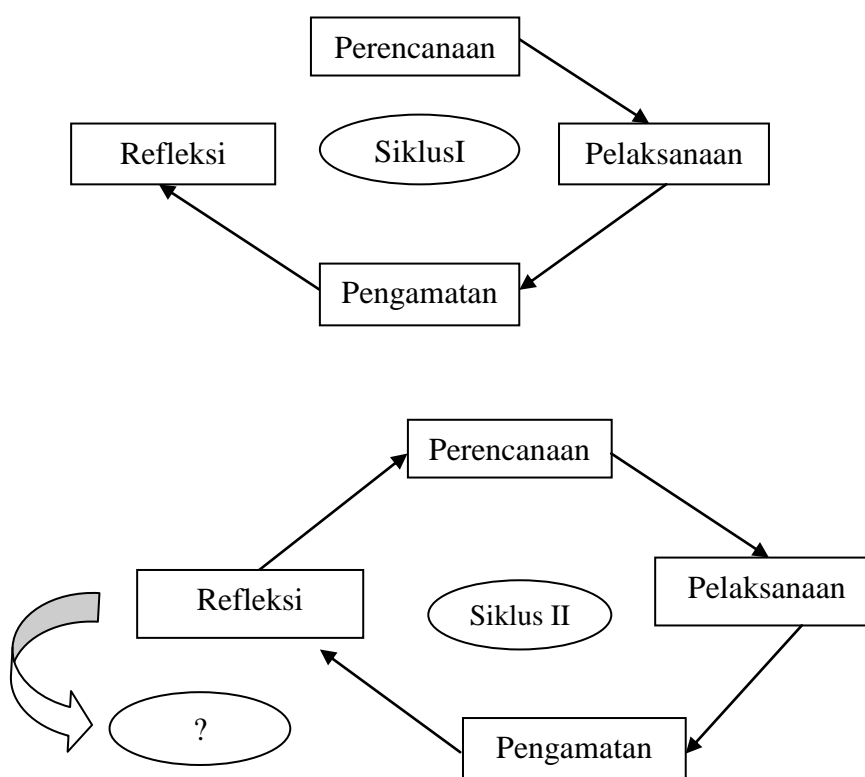 Perencanaan
Refleksi
SiklusI
Pelaksanaan
Pengamatan
Perencanaan
Refleksi
Siklus II
Pelaksanaan
?
Pengamatan